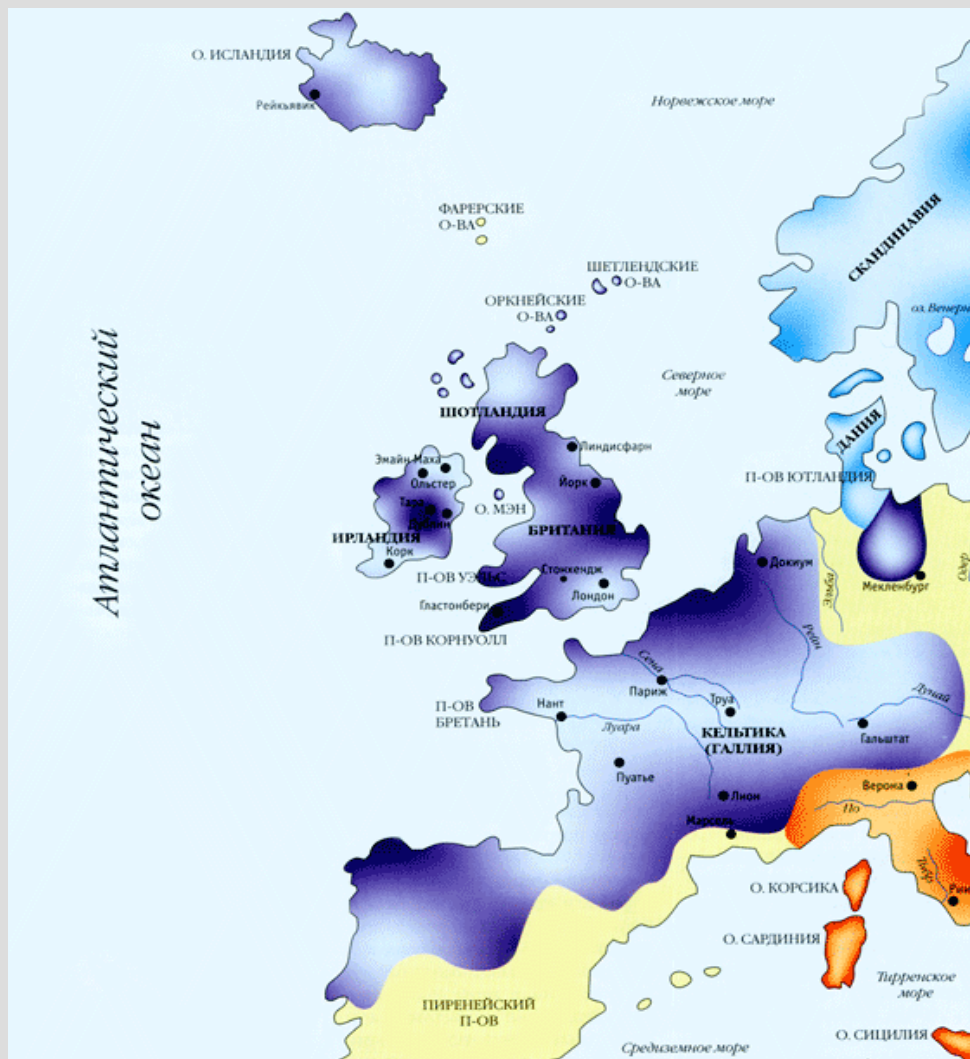 О. ИСЛАНДИЯ
Рейкьявик
Норвежское море
ФАРЕРСКИЕ
О-ВА
СКАНДИНАВИЯ
ШЕТЛЕНДСКИЕ
О-ВА
ОРКНЕЙСКИЕ
О-ВА
Атлантический
океан
Северное
море
ШОТЛАНДИЯ
ДАНИЯ
Линдисфарн
Эмайн Маха
Ольстер
П-ОВ ЮТЛАНДИЯ
Йорк
Тара
О. МЭН
Дублин
БРИТАНИЯ
ИРЛАНДИЯ
Корк
Докиум
Эльба
Одер
Мекленбург
Стонхендж
П-ОВ УЭЛЬС
Лондон
Гластонбери
П-ОВ КОРНУОЛЛ
Рейн
Сена
Париж
Труа
Дунай
П-ОВ
БРЕТАНЬ
Нант
Луара
КЕЛЬТИКА
(ГАЛЛИЯ)
Гальштат
Пуатье
Лион
Верона
По
Марсель
Тибр
О. КОРСИКА
О. САРДИНИЯ
Тирренское
море
ПИРЕНЕЙСКИЙ
П-ОВ
О. СИЦИЛИЯ
Средиземное море